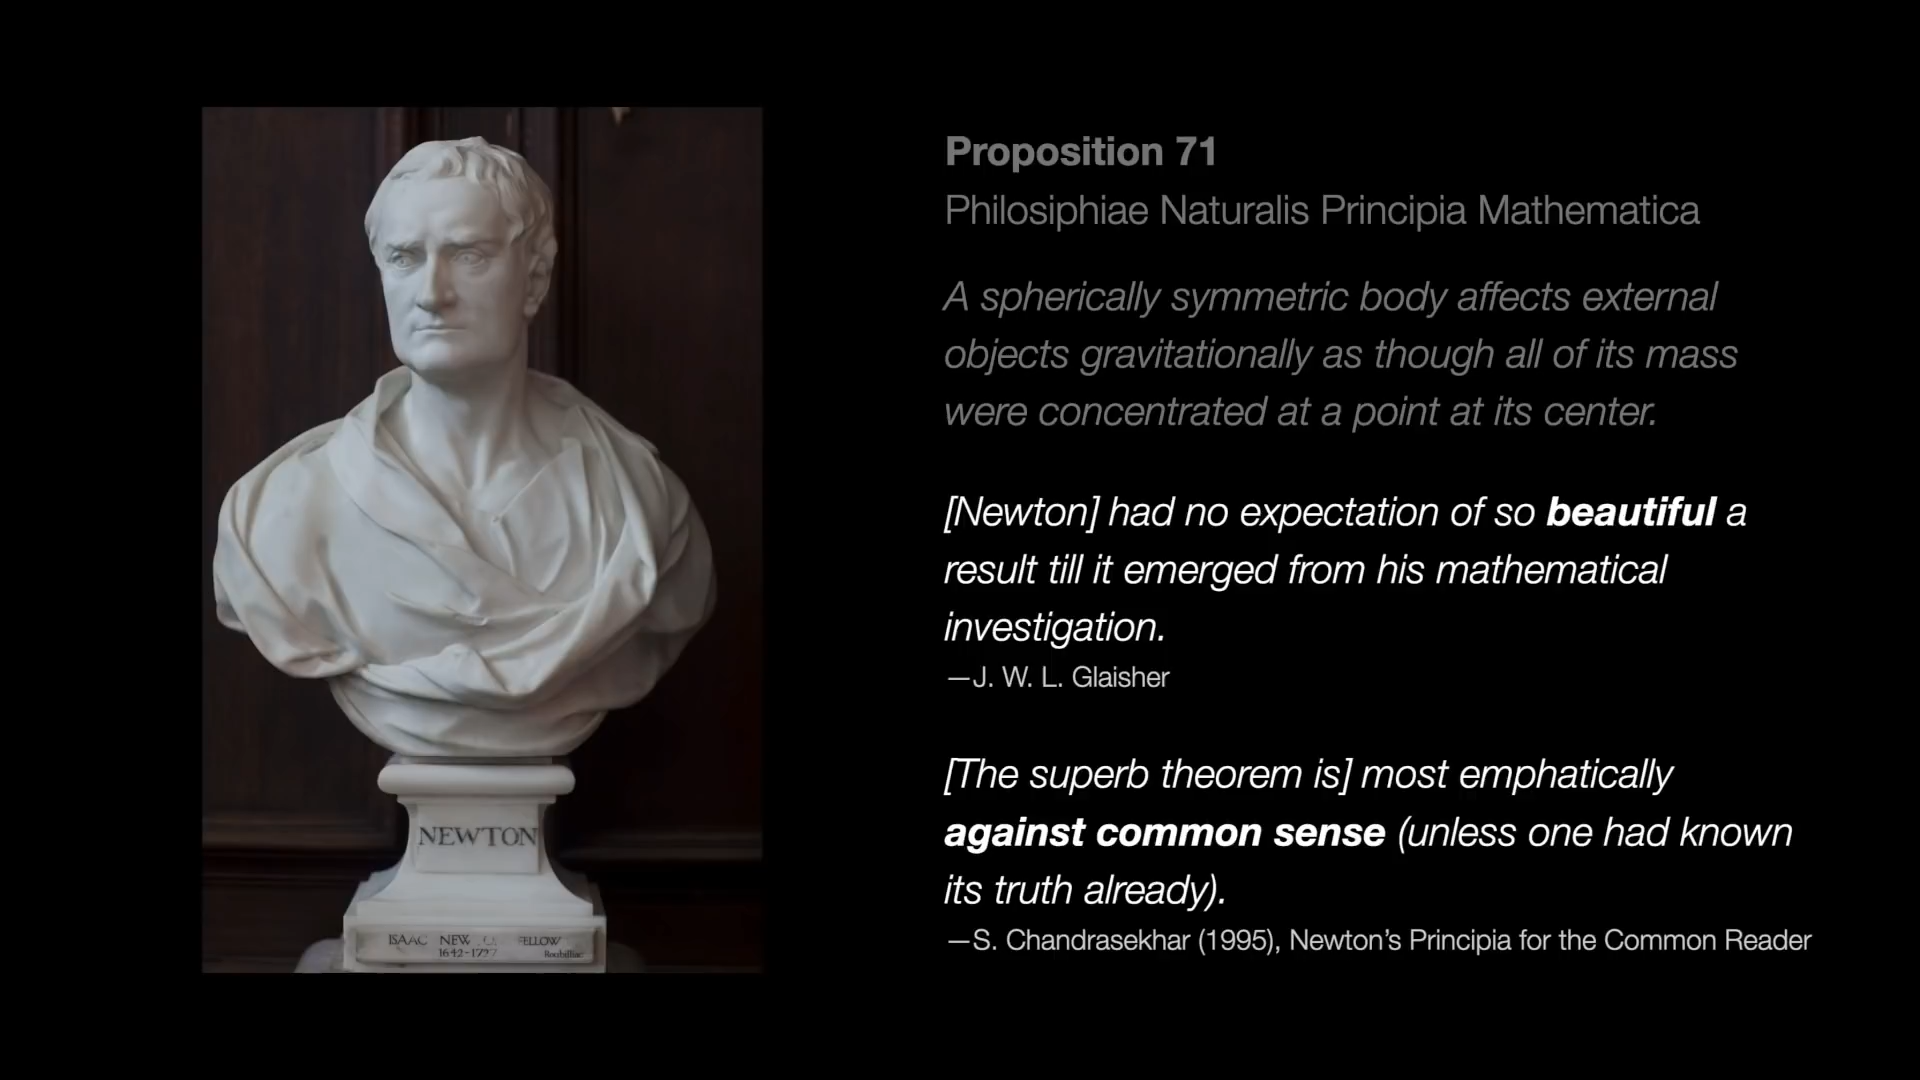 Proposition 71
Philosiphiae Naturalis Principia Mathematica
A spherically symmetric body affects external
objects gravitationally as though all of its mass
were concentrated at a point at its center.
[Newton] had no expectation of so beautiful a
result till it emerged from his mathematical
investigation.
—J. W. L. Glaisher
[The superb theorem is] most emphatically
against common sense (unless one had known
its truth already).
—S. Chandrasekhar (1995), Newton's Principia for the Common Reader
NEWTON
ISAAC FELLOW
Roubiliac